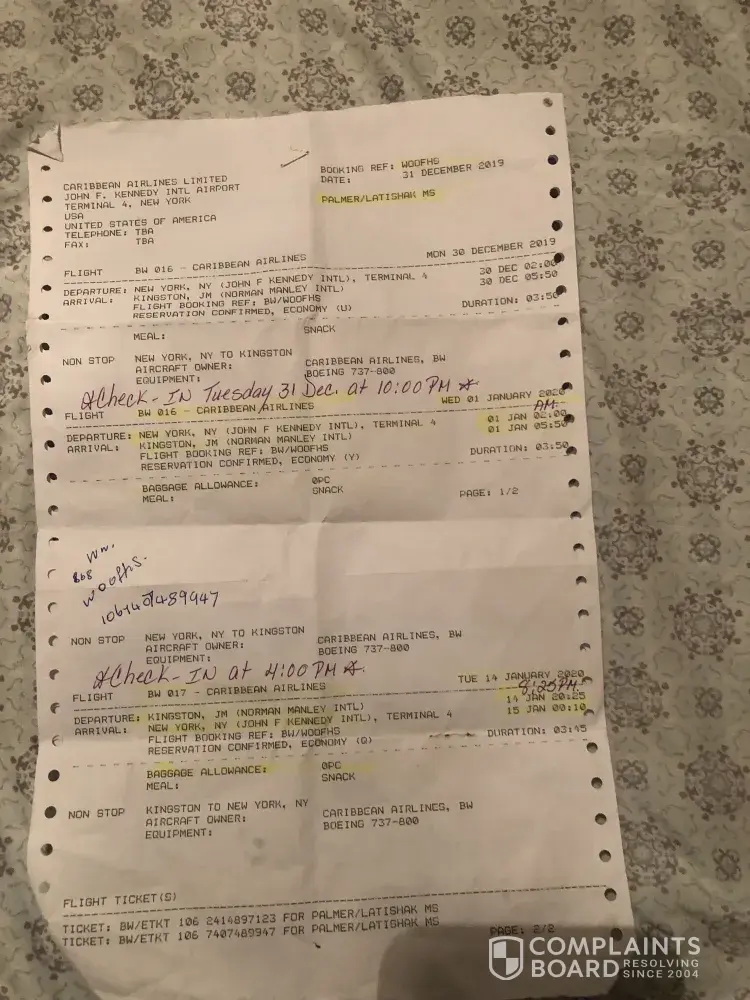 CARIBBEAN AIRLINES LIMITED
JOHN F. KENNEDY INTL AIRPORT
TERMINAL 4, NEW YORK
USA
UNITED STATES OF AMERICA
TELEPHONE: TBA
FAX: TBA
BOOKING REF: WOOFHS
DATE: 31 DECEMBER 2019
PALMER/LATISHAK MS
FLIGHT BW 016 - CARIBBEAN AIRLINES MON 30 DECEMBER 2019
DEPARTURE: NEW YORK, NY (JOHN F KENNEDY INTL), TERMINAL 4 30 DEC 02:00
ARRIVAL: KINGSTON, JM (NORMAN MANLEY INTL) 30 DEC 05:50
FLIGHT BOOKING REF: BW/WOOFHS
RESERVATION CONFIRMED, ECONOMY (U) DURATION: 03:50
MEAL: SNACK
NON STOP NEW YORK, NY TO KINGSTON
AIRCRAFT OWNER: CARIBBEAN AIRLINES, BW
EQUIPMENT: BOEING 737-800
☆Check-IN Tuesday 31 Dec. at 10:00PM☆
FLIGHT BW 016 - CARIBBEAN AIRLINES WED 01 JANUARY 2020
AM
DEPARTURE: NEW YORK, NY (JOHN F KENNEDY INTL), TERMINAL 4 01 JAN 02:00
ARRIVAL: KINGSTON, JM (NORMAN MANLEY INTL) 01 JAN 05:50
FLIGHT BOOKING REF: BW/WOOFHS
RESERVATION CONFIRMED, ECONOMY (Y) DURATION: 03:50
BAGGAGE ALLOWANCE: 0PC
MEAL: SNACK
PAGE: 1/2
868
WOOFHS.
NON STOP NEW YORK, NY TO KINGSTON
AIRCRAFT OWNER: CARIBBEAN AIRLINES, BW
EQUIPMENT: BOEING 737-800
☆Check-IN at 4:00PM☆.
FLIGHT BW 017 - CARIBBEAN AIRLINES TUE 14 JANUARY 2020
8:25PM
DEPARTURE: KINGSTON, JM (NORMAN MANLEY INTL) 14 JAN 20:25
ARRIVAL: NEW YORK, NY (JOHN F KENNEDY INTL), TERMINAL 4 15 JAN 00:10
FLIGHT BOOKING REF: BW/WOOFHS
RESERVATION CONFIRMED, ECONOMY (Q) DURATION: 03:45
BAGGAGE ALLOWANCE: 0PC
MEAL: SNACK
NON STOP KINGSTON TO NEW YORK, NY
AIRCRAFT OWNER: CARIBBEAN AIRLINES, BW
EQUIPMENT: BOEING 737-800
FLIGHT TICKET(S)
TICKET: BW/ETKT 106 2414897123 FOR PALMER/LATISHAK MS
TICKET: BW/ETKT 106 7407489947 FOR PALMER/LATISHAK MS
PAGE: 2/2
COMPLAINTS
BOARD RESOLVING
SINCE 2004